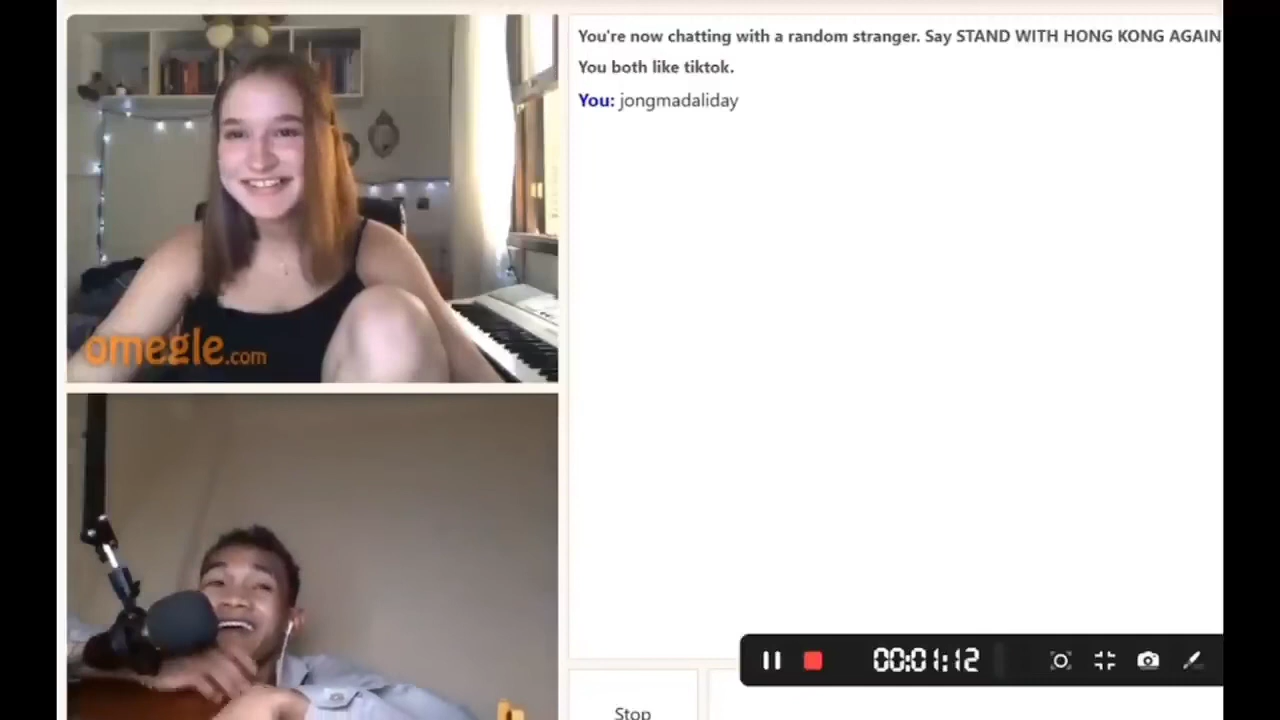 You're now chatting with a random stranger. Say STAND WITH HONG KONG AGAIN
You both like tiktok.
You: jongmadaliday
omegle.com
00:01:12
Stop